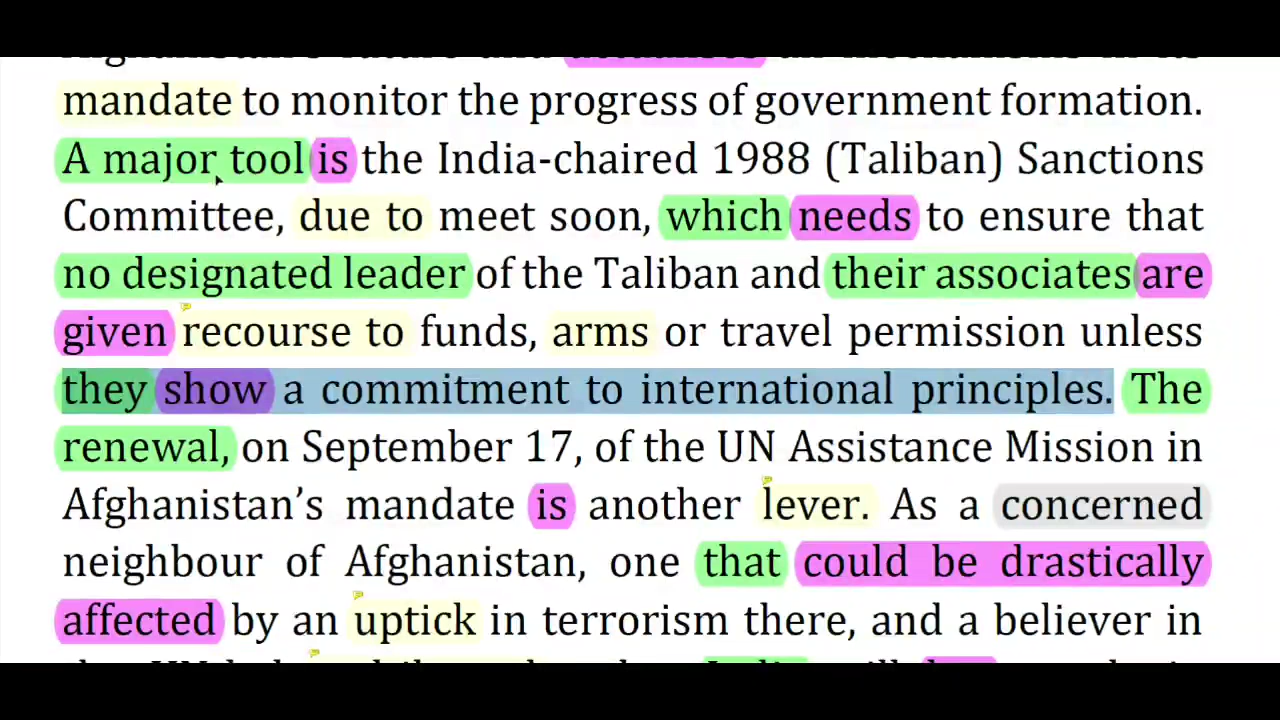 mandate to monitor the progress of government formation.
A major tool is the India-chaired 1988 (Taliban) Sanctions
Committee, due to meet soon, which needs to ensure that
no designated leader of the Taliban and their associates are
given recourse to funds, arms or travel permission unless
they show a commitment to international principles. The
renewal, on September 17, of the UN Assistance Mission in
Afghanistan’s mandate is another lever. As a concerned
neighbour of Afghanistan, one that could be drastically
affected by an uptick in terrorism there, and a believer in